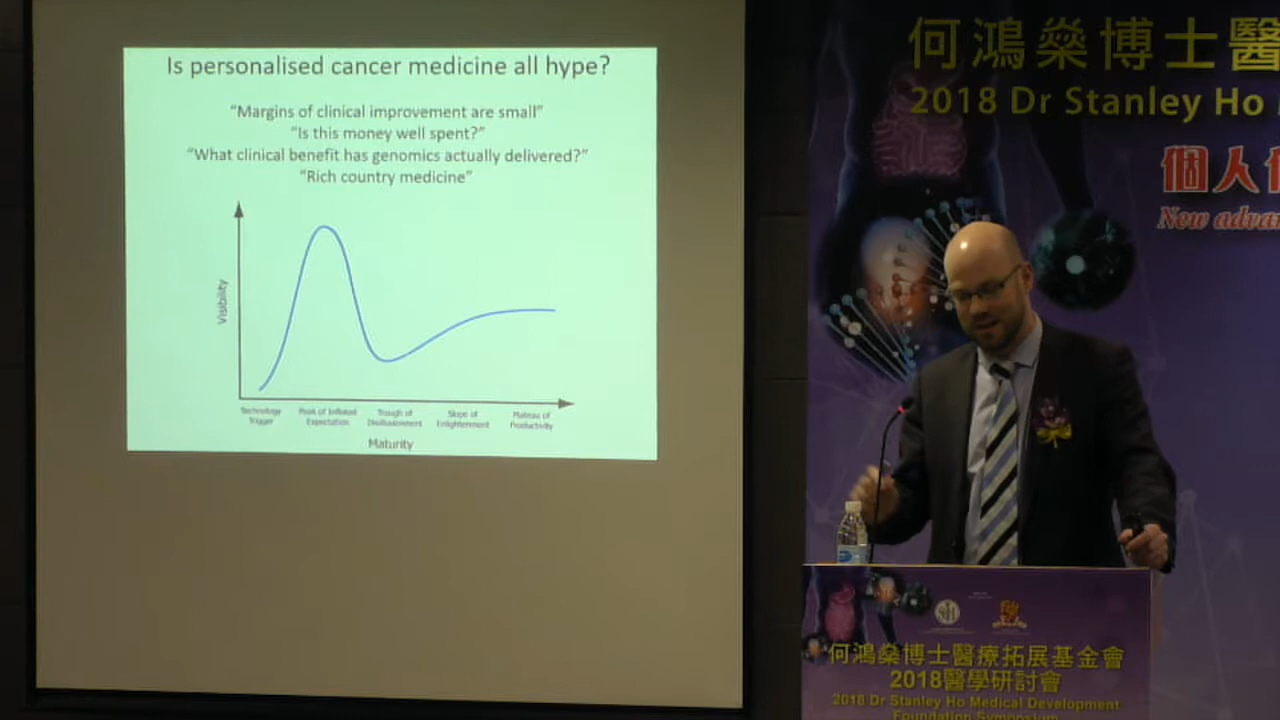 Is personalised cancer medicine all hype?
“Margins of clinical improvement are small”
“Is this money well spent?”
“What clinical benefit has genomics actually delivered?”
“Rich country medicine”
Visibility
Technology Trigger
Peak of Inflated Expectation
Trough of Disillusionment
Slope of Enlightenment
Plateau of Productivity
Maturity
何鴻燊博士醫
2018 Dr Stanley Ho
個人
New advan
何鴻燊博士醫療拓展基金會
2018醫學研討會
2018 Dr Stanley Ho Medical Development
Foundation Symposium